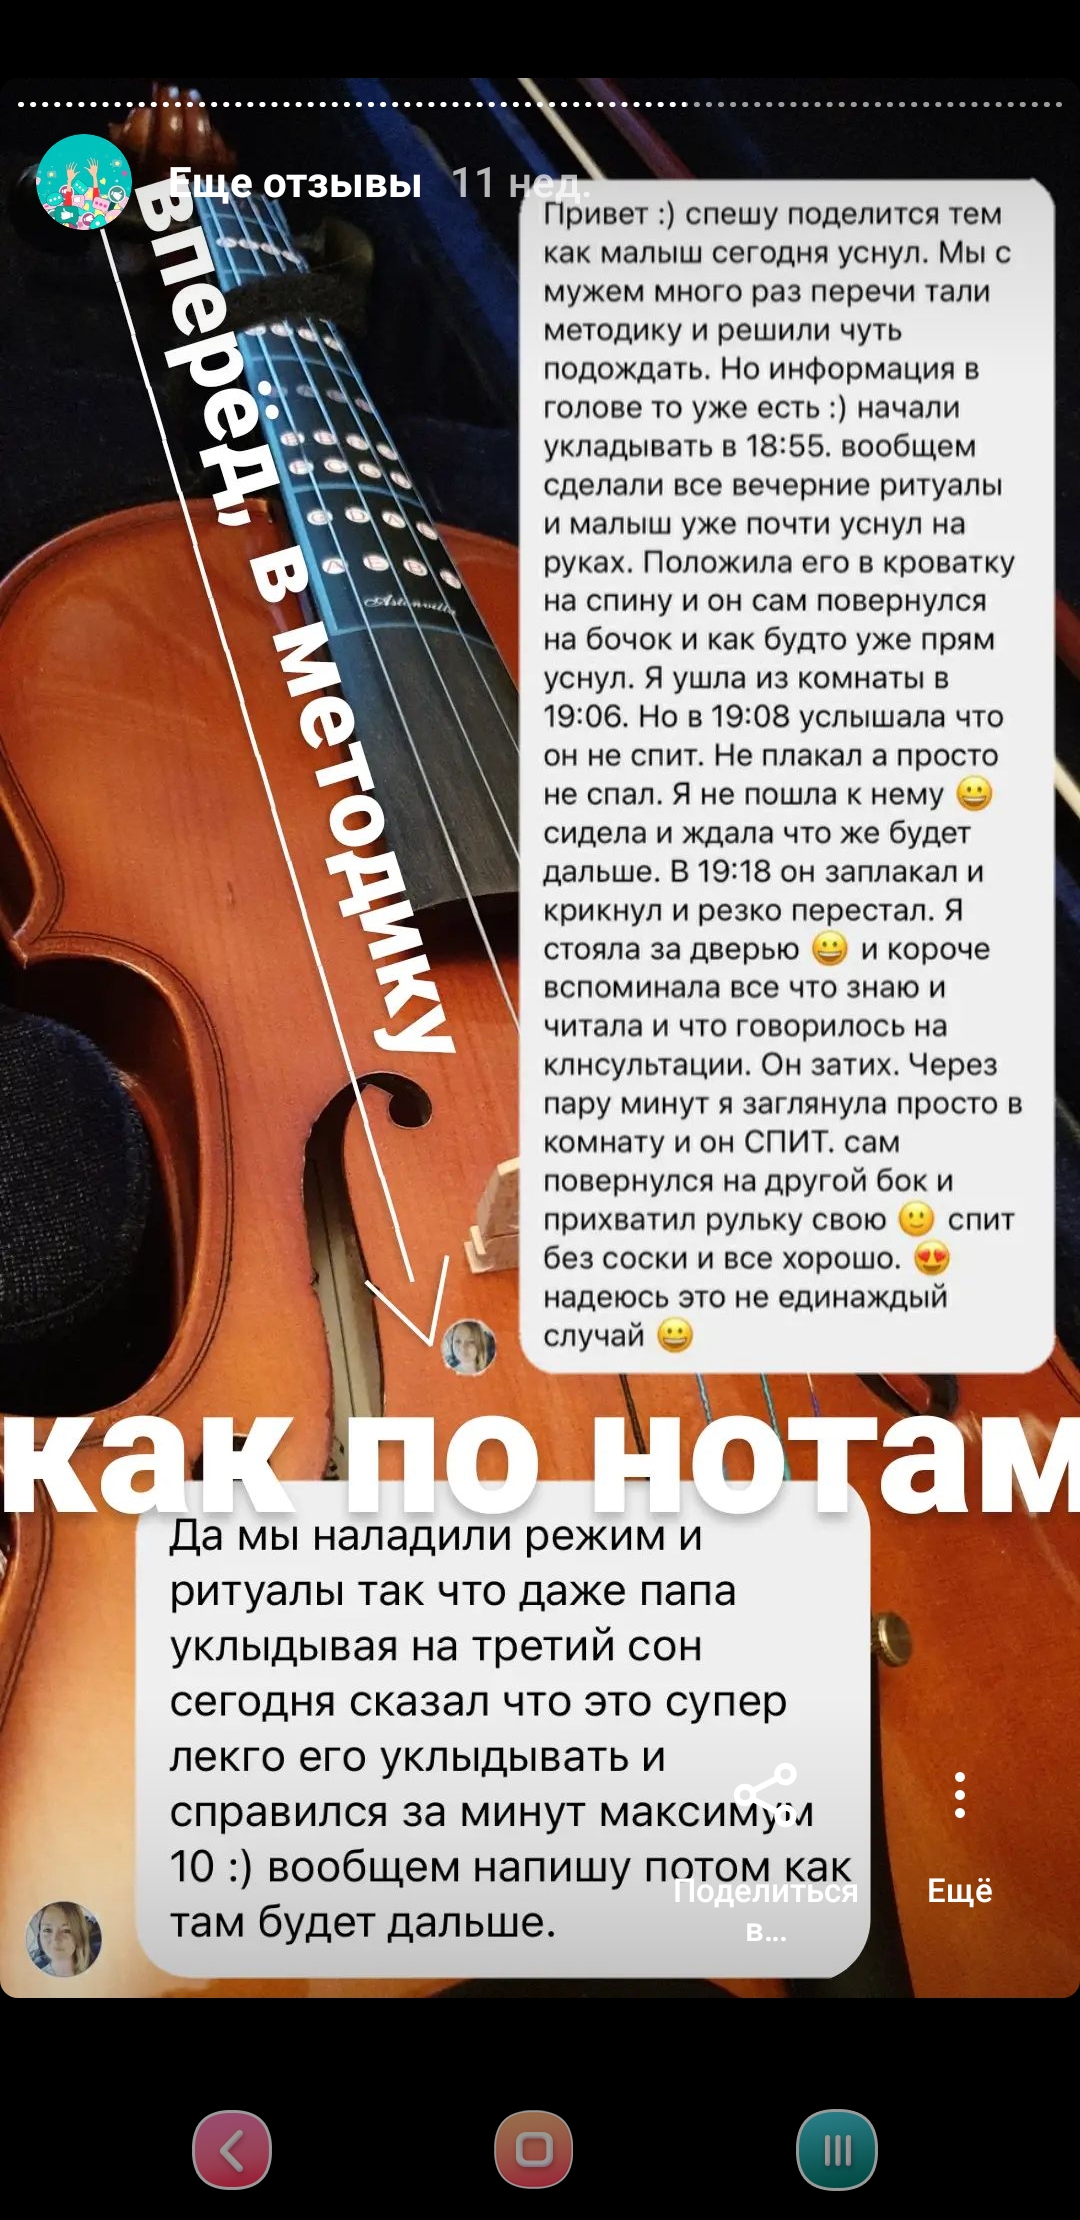 Еще отзывы 11 нед.
Вперёд, в методику
Привет :) спешу поделится тем
как малыш сегодня уснул. Мы с
мужем много раз перечи тали
методику и решили чуть
подождать. Но информация в
голове то уже есть :) начали
укладывать в 18:55. вообщем
сделали все вечерние ритуалы
и малыш уже почти уснул на
руках. Положила его в кроватку
на спину и он сам повернулся
на бочок и как будто уже прям
уснул. Я ушла из комнаты в
19:06. Но в 19:08 услышала что
он не спит. Не плакал а просто
не спал. Я не пошла к нему 😀
сидела и ждала что же будет
дальше. В 19:18 он заплакал и
крикнул и резко перестал. Я
стояла за дверью 😀 и короче
вспоминала все что знаю и
читала и что говорилось на
клнсультации. Он затих. Через
пару минут я заглянула просто в
комнату и он СПИТ. сам
повернулся на другой бок и
прихватил рульку свою 🙂 спит
без соски и все хорошо. 😍
надеюсь это не единаждый
случай 😀
как по нотам
Да мы наладили режим и
ритуалы так что даже папа
уклыдывая на третий сон
сегодня сказал что это супер
лекго его уклыдывать и
справился за минут максимум
10 :) вообщем напишу потом как
там будет дальше.
Поделиться
в...
Ещё